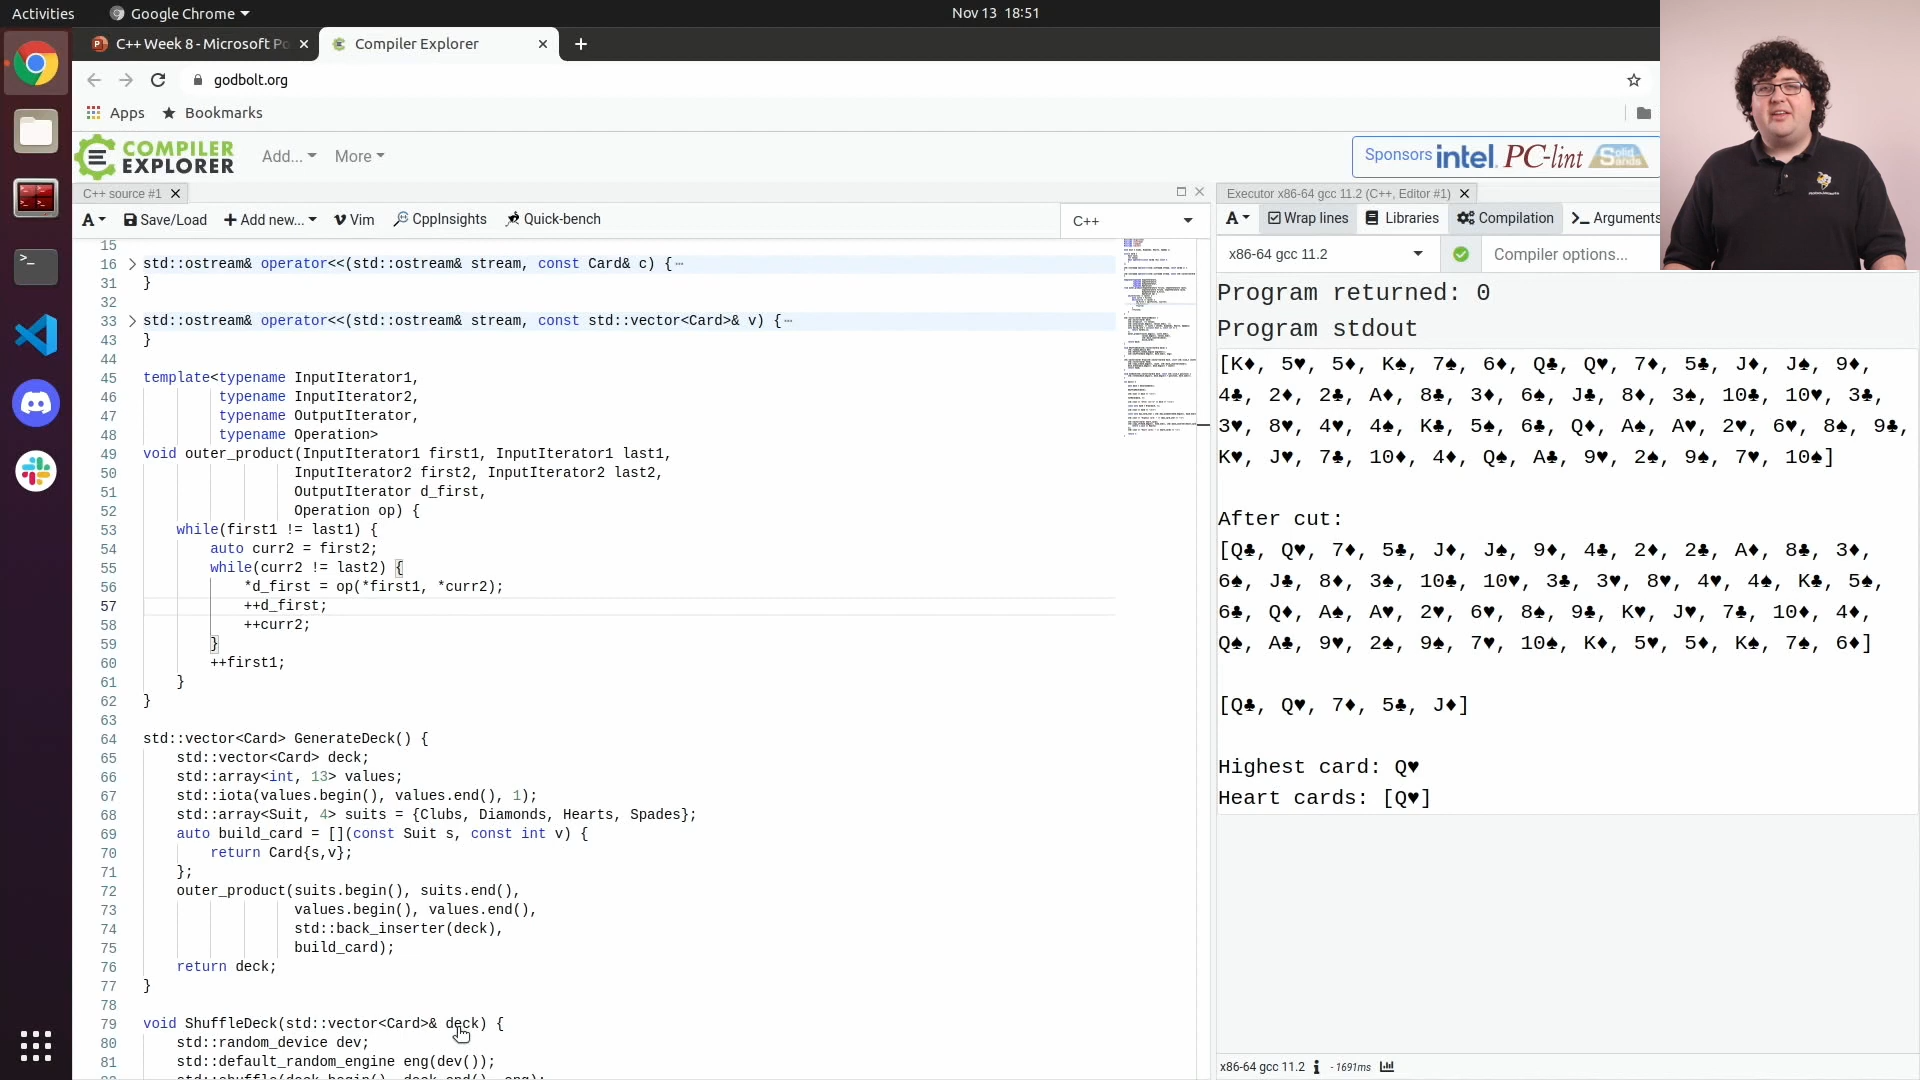 Activities
Google Chrome
Nov 13 18:51
C++ Week 8 - Microsoft Po
Compiler Explorer
godbolt.org
Apps
Bookmarks
COMPILER EXPLORER
Add...
More
Sponsors intel. PC-lint Solid Sands
C++ source #1
A
Save/Load
Add new...
Vim
CppInsights
Quick-bench
C++
15
16 std::ostream& operator<<(std::ostream& stream, const Card& c) {⋯
31 }
32
33 std::ostream& operator<<(std::ostream& stream, const std::vector<Card>& v) {⋯
43 }
44
45 template<typename InputIterator1,
46 typename InputIterator2,
47 typename OutputIterator,
48 typename Operation>
49 void outer_product(InputIterator1 first1, InputIterator1 last1,
50 InputIterator2 first2, InputIterator2 last2,
51 OutputIterator d_first,
52 Operation op) {
53 while(first1 != last1) {
54 auto curr2 = first2;
55 while(curr2 != last2) {
56 *d_first = op(*first1, *curr2);
57 ++d_first;
58 ++curr2;
59 }
60 ++first1;
61 }
62 }
63
64 std::vector<Card> GenerateDeck() {
65 std::vector<Card> deck;
66 std::array<int, 13> values;
67 std::iota(values.begin(), values.end(), 1);
68 std::array<Suit, 4> suits = {Clubs, Diamonds, Hearts, Spades};
69 auto build_card = [](const Suit s, const int v) {
70 return Card{s,v};
71 };
72 outer_product(suits.begin(), suits.end(),
73 values.begin(), values.end(),
74 std::back_inserter(deck),
75 build_card);
76 return deck;
77 }
78
79 void ShuffleDeck(std::vector<Card>& deck) {
80 std::random_device dev;
81 std::default_random_engine eng(dev());
Executor x86-64 gcc 11.2 (C++, Editor #1)
A
Wrap lines
Libraries
Compilation
Arguments
x86-64 gcc 11.2
Compiler options...
Program returned: 0
Program stdout
[K♦, 5♥, 5♦, K♠, 7♠, 6♦, Q♣, Q♥, 7♦, 5♣, J♦, J♠, 9♦,
4♣, 2♦, 2♣, A♦, 8♣, 3♦, 6♠, J♣, 8♦, 3♠, 10♣, 10♥, 3♣,
3♥, 8♥, 4♥, 4♠, K♣, 5♠, 6♣, Q♦, A♠, A♥, 2♥, 6♥, 8♠, 9♣,
K♥, J♥, 7♣, 10♦, 4♦, Q♠, A♣, 9♥, 2♠, 9♠, 7♥, 10♠]
After cut:
[Q♣, Q♥, 7♦, 5♣, J♦, J♠, 9♦, 4♣, 2♦, 2♣, A♦, 8♣, 3♦,
6♠, J♣, 8♦, 3♠, 10♣, 10♥, 3♣, 3♥, 8♥, 4♥, 4♠, K♣, 5♠,
6♣, Q♦, A♠, A♥, 2♥, 6♥, 8♠, 9♣, K♥, J♥, 7♣, 10♦, 4♦,
Q♠, A♣, 9♥, 2♠, 9♠, 7♥, 10♠, K♦, 5♥, 5♦, K♠, 7♠, 6♦]
[Q♣, Q♥, 7♦, 5♣, J♦]
Highest card: Q♥
Heart cards: [Q♥]
x86-64 gcc 11.2
- 1691ms